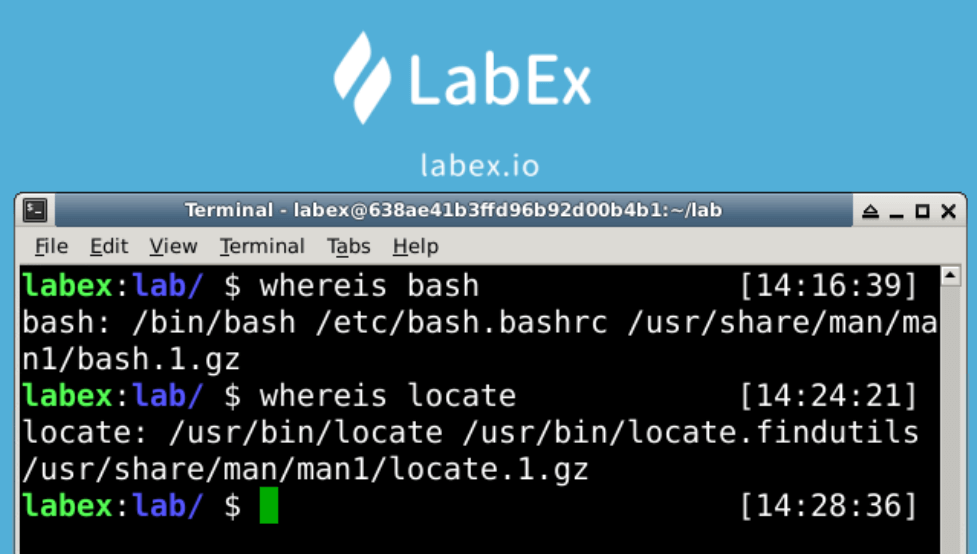 LabEx
labex.io
Terminal - labex@638ae41b3ffd96b92d00b4b1:~/lab
File Edit View Terminal Tabs Help
labex:lab/ $ whereis bash [14:16:39]
bash: /bin/bash /etc/bash.bashrc /usr/share/man/ma
n1/bash.1.gz
labex:lab/ $ whereis locate [14:24:21]
locate: /usr/bin/locate /usr/bin/locate.findutils
/usr/share/man/man1/locate.1.gz
labex:lab/ $ [14:28:36]